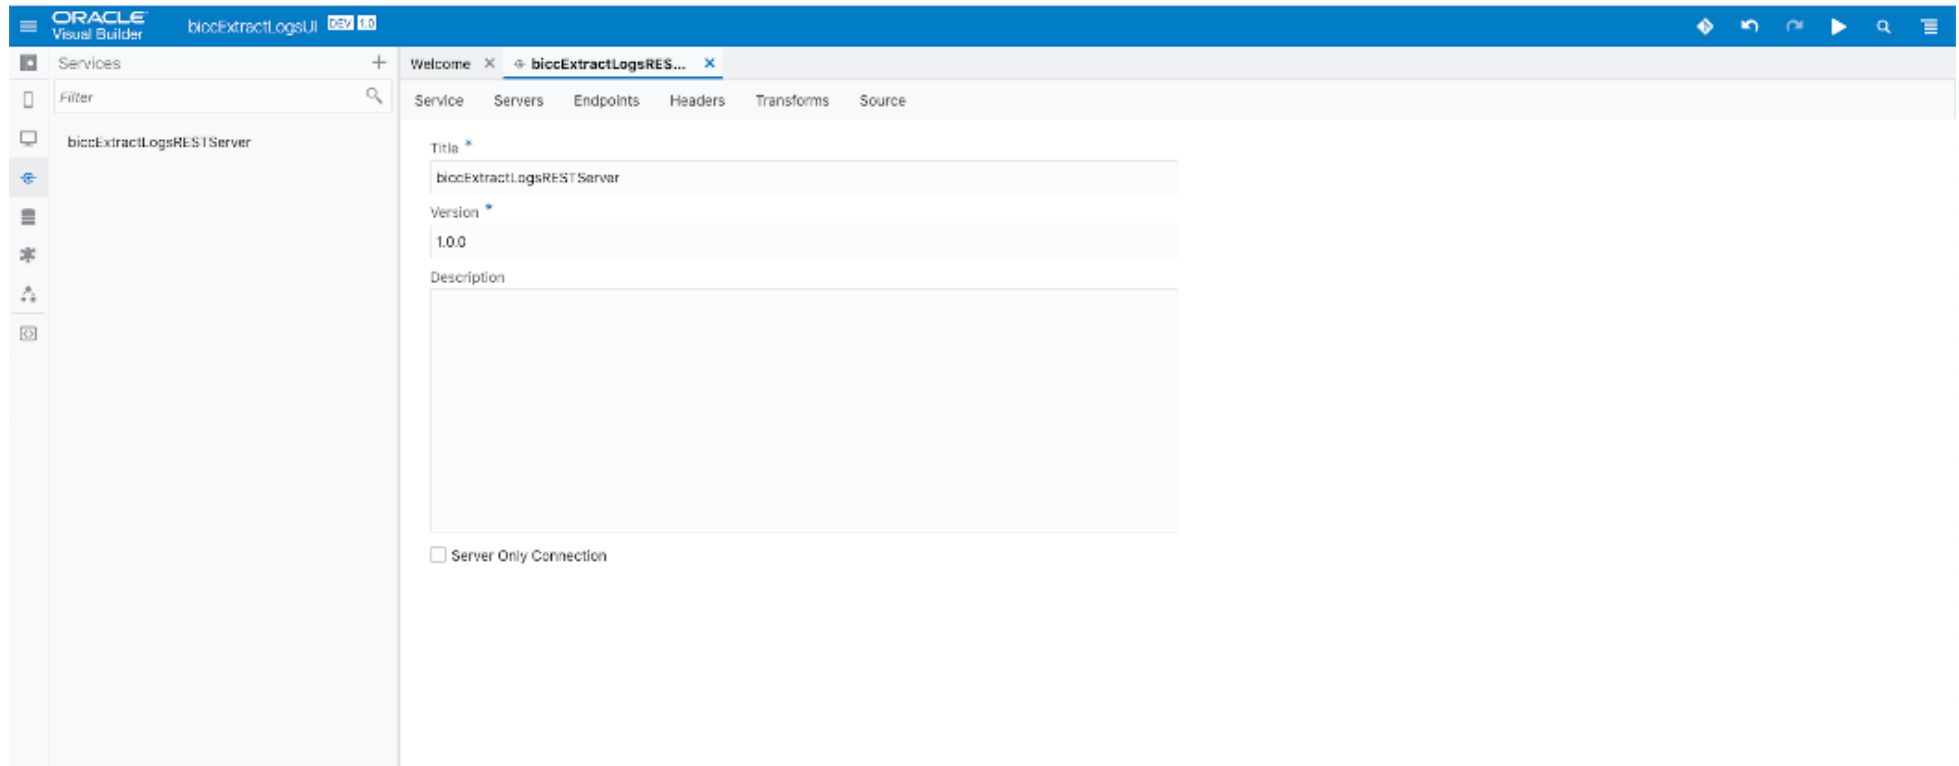 ORACLE
Visual Builder
biccExtractLogsUI DEV 1.0
Services
Filter
biccExtractLogsRESTServer
Welcome
biccExtractLogsRES...
Service Servers Endpoints Headers Transforms Source
Title *
biccExtractLogsRESTServer
Version *
1.0.0
Description
Server Only Connection